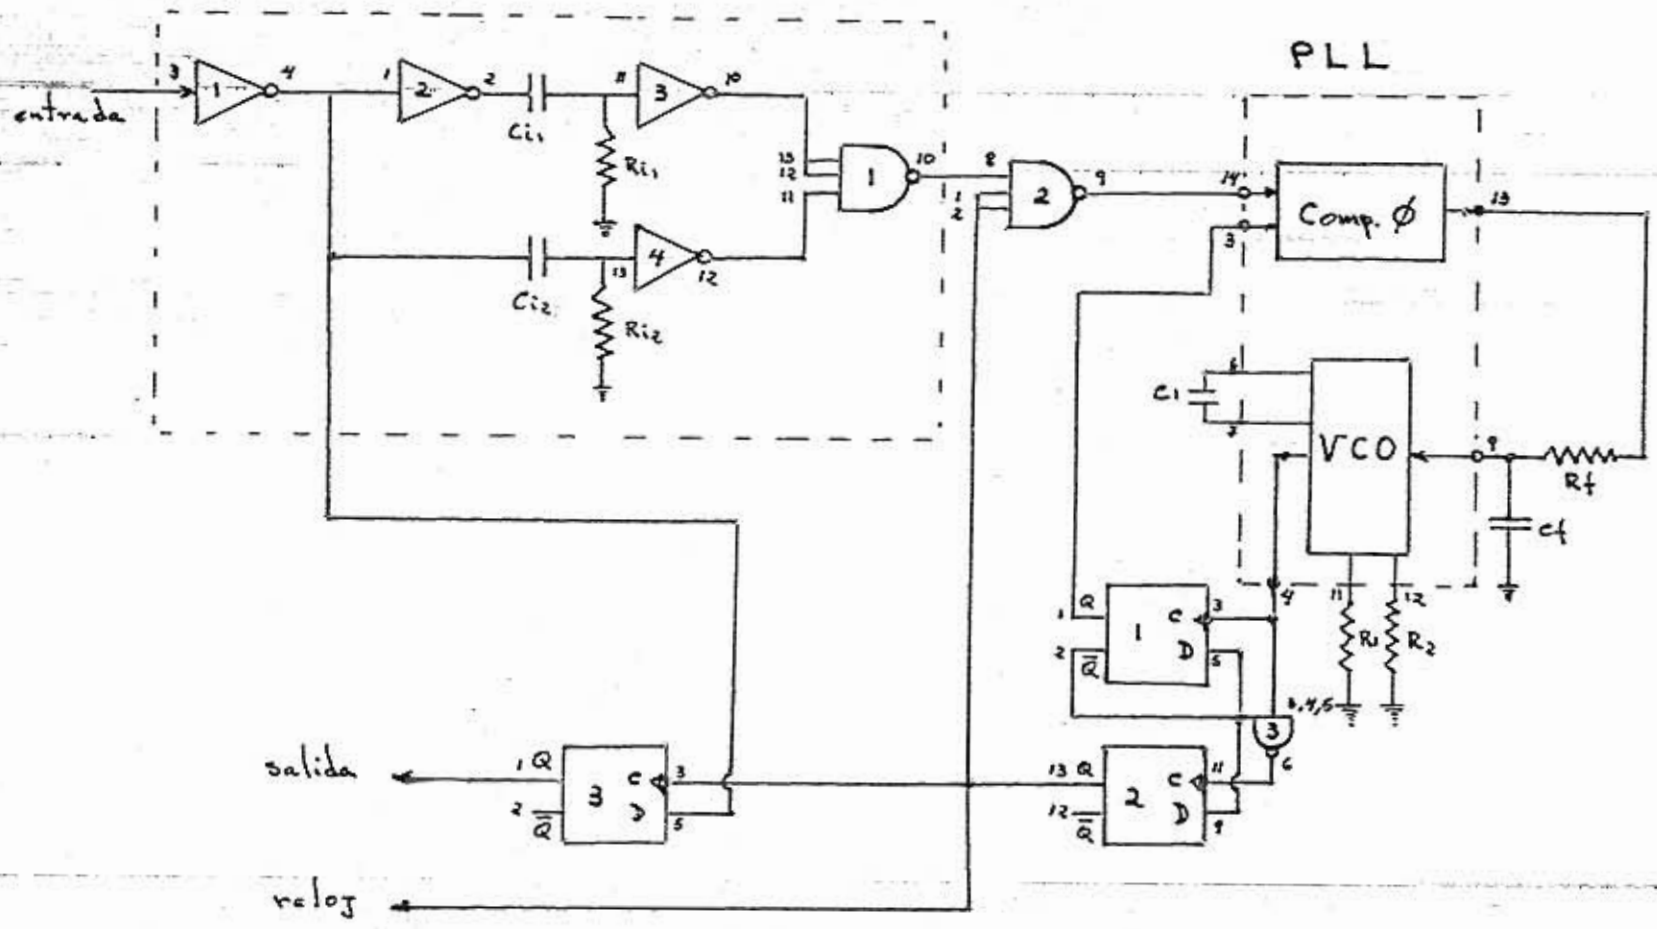 PLL
3 1 4
1 2 2
11 3 10
entrada
Ci1
Ri1
13
12
11
1
10
8
1
2
2
9
14
3
Comp. Ø
13
13 4 12
Ci2
Ri2
C1
6
7
VCO
9
Rf
Cf
4
11
12
R1
R2
1 Q
2 Q̅
1
C 3
D 5
3,4,5
3
6
salida
1 Q
2 Q̅
3
C 3
D 5
13 Q
12 Q̅
2
C 11
D 9
reloj